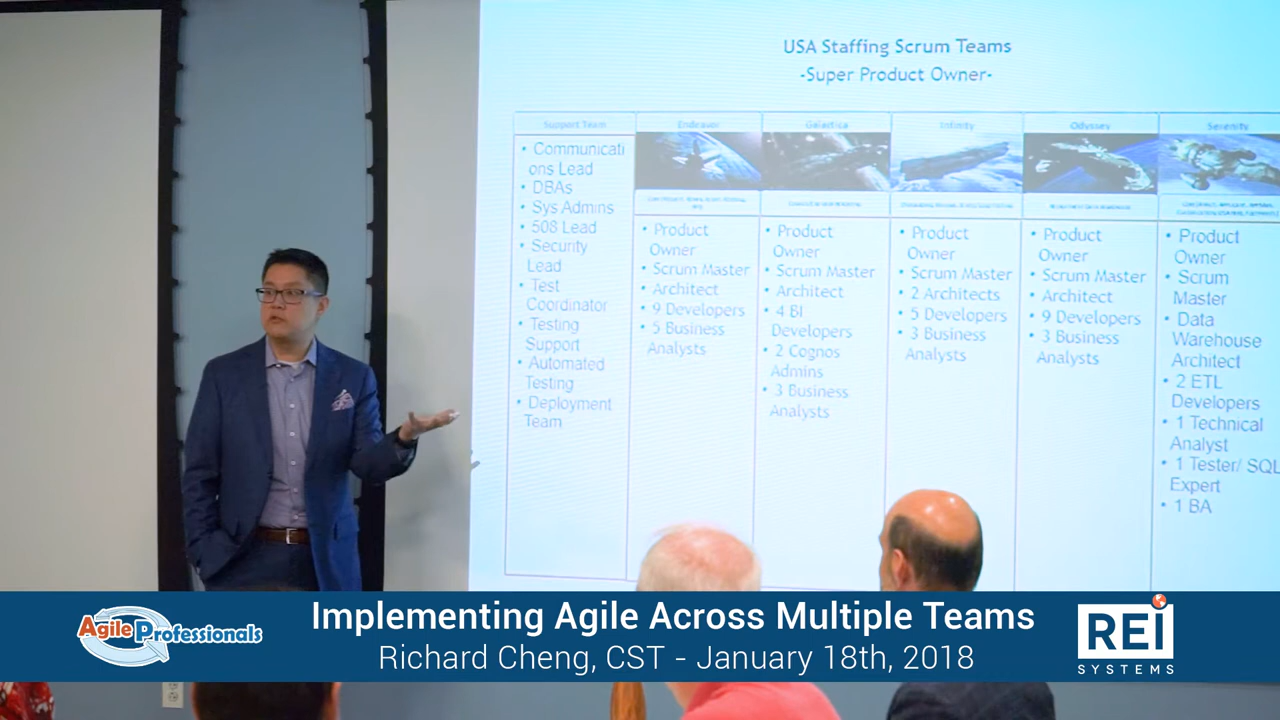 USA Staffing Scrum Teams
-Super Product Owner-
Support Team
• Communicati
ons Lead
• DBAs
• Sys Admins
• 508 Lead
• Security
Lead
• Test
Coordinator
• Testing
Support
• Automated
Testing
• Deployment
Team
Endeavor
• Product
Owner
• Scrum Master
• Architect
• 9 Developers
• 5 Business
Analysts
Galactica
• Product
Owner
• Scrum Master
• Architect
• 4 BI
Developers
• 2 Cognos
Admins
• 3 Business
Analysts
Infinity
• Product
Owner
• Scrum Master
• 2 Architects
• 5 Developers
• 3 Business
Analysts
Odyssey
• Product
Owner
• Scrum Master
• Architect
• 9 Developers
• 3 Business
Analysts
Serenity
• Product
Owner
• Scrum
Master
• Data
Warehouse
Architect
• 2 ETL
Developers
• 1 Technical
Analyst
• 1 Tester/ SQL
Expert
• 1 BA
Agile Professionals
Implementing Agile Across Multiple Teams
Richard Cheng, CST - January 18th, 2018
REI
SYSTEMS